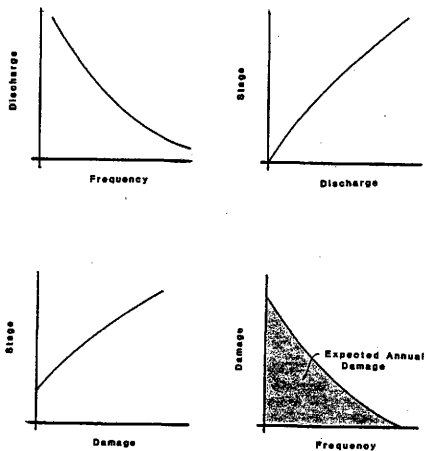 Discharge
Frequency
Stage
Discharge
Stage
Damage
Damage
Expected Annual
Damage
Frequency